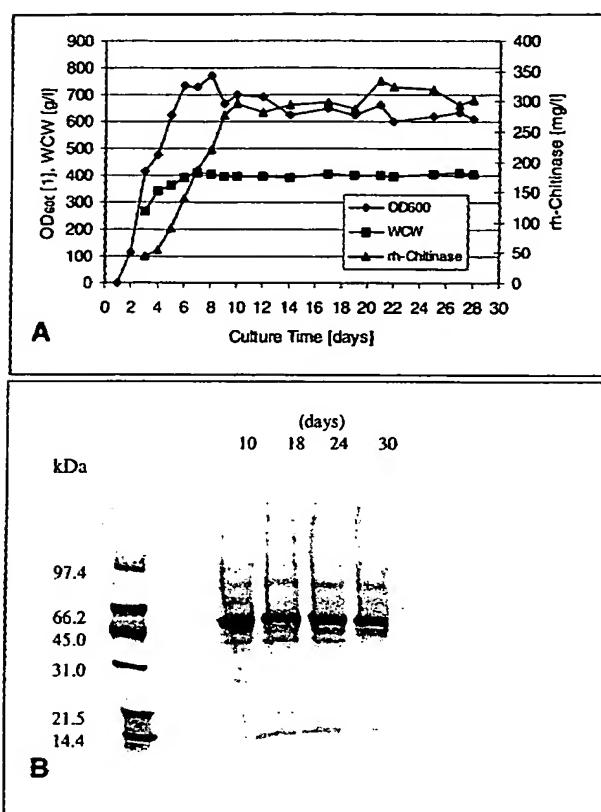 900
800
700
600
500
400
300
200
100
0
OD600 [1], WCW [g/l]
400
350
300
250
200
150
100
50
0
rh-Chitinase [mg/l]
OD600
WCW
rh-Chitinase
0 2 4 6 8 10 12 14 16 18 20 22 24 26 28 30
Culture Time [days]
A
(days)
10 18 24 30
kDa
97.4
66.2
45.0
31.0
21.5
14.4
B